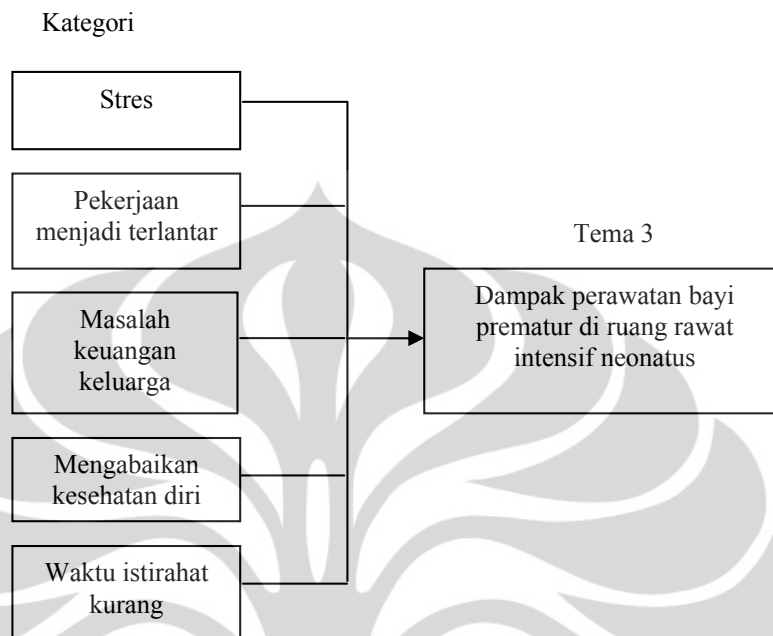 Kategori
Stres
Pekerjaan
menjadi terlantar
Masalah
keuangan
keluarga
Mengabaikan
kesehatan diri
Waktu istirahat
kurang
Tema 3
Dampak perawatan bayi
prematur di ruang rawat
intensif neonatus